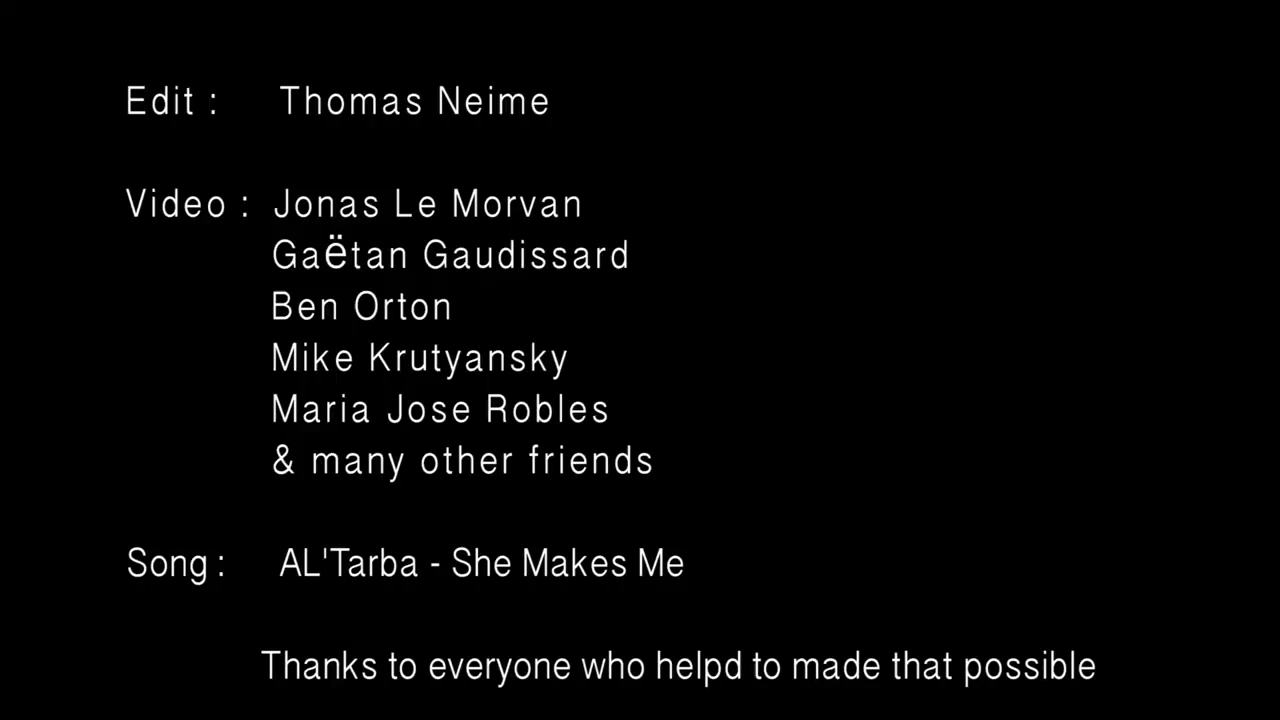 Edit : Thomas Neime
Video : Jonas Le Morvan
Gaëtan Gaudissard
Ben Orton
Mike Krutyansky
Maria Jose Robles
& many other friends
Song : AL'Tarba - She Makes Me
Thanks to everyone who helpd to made that possible